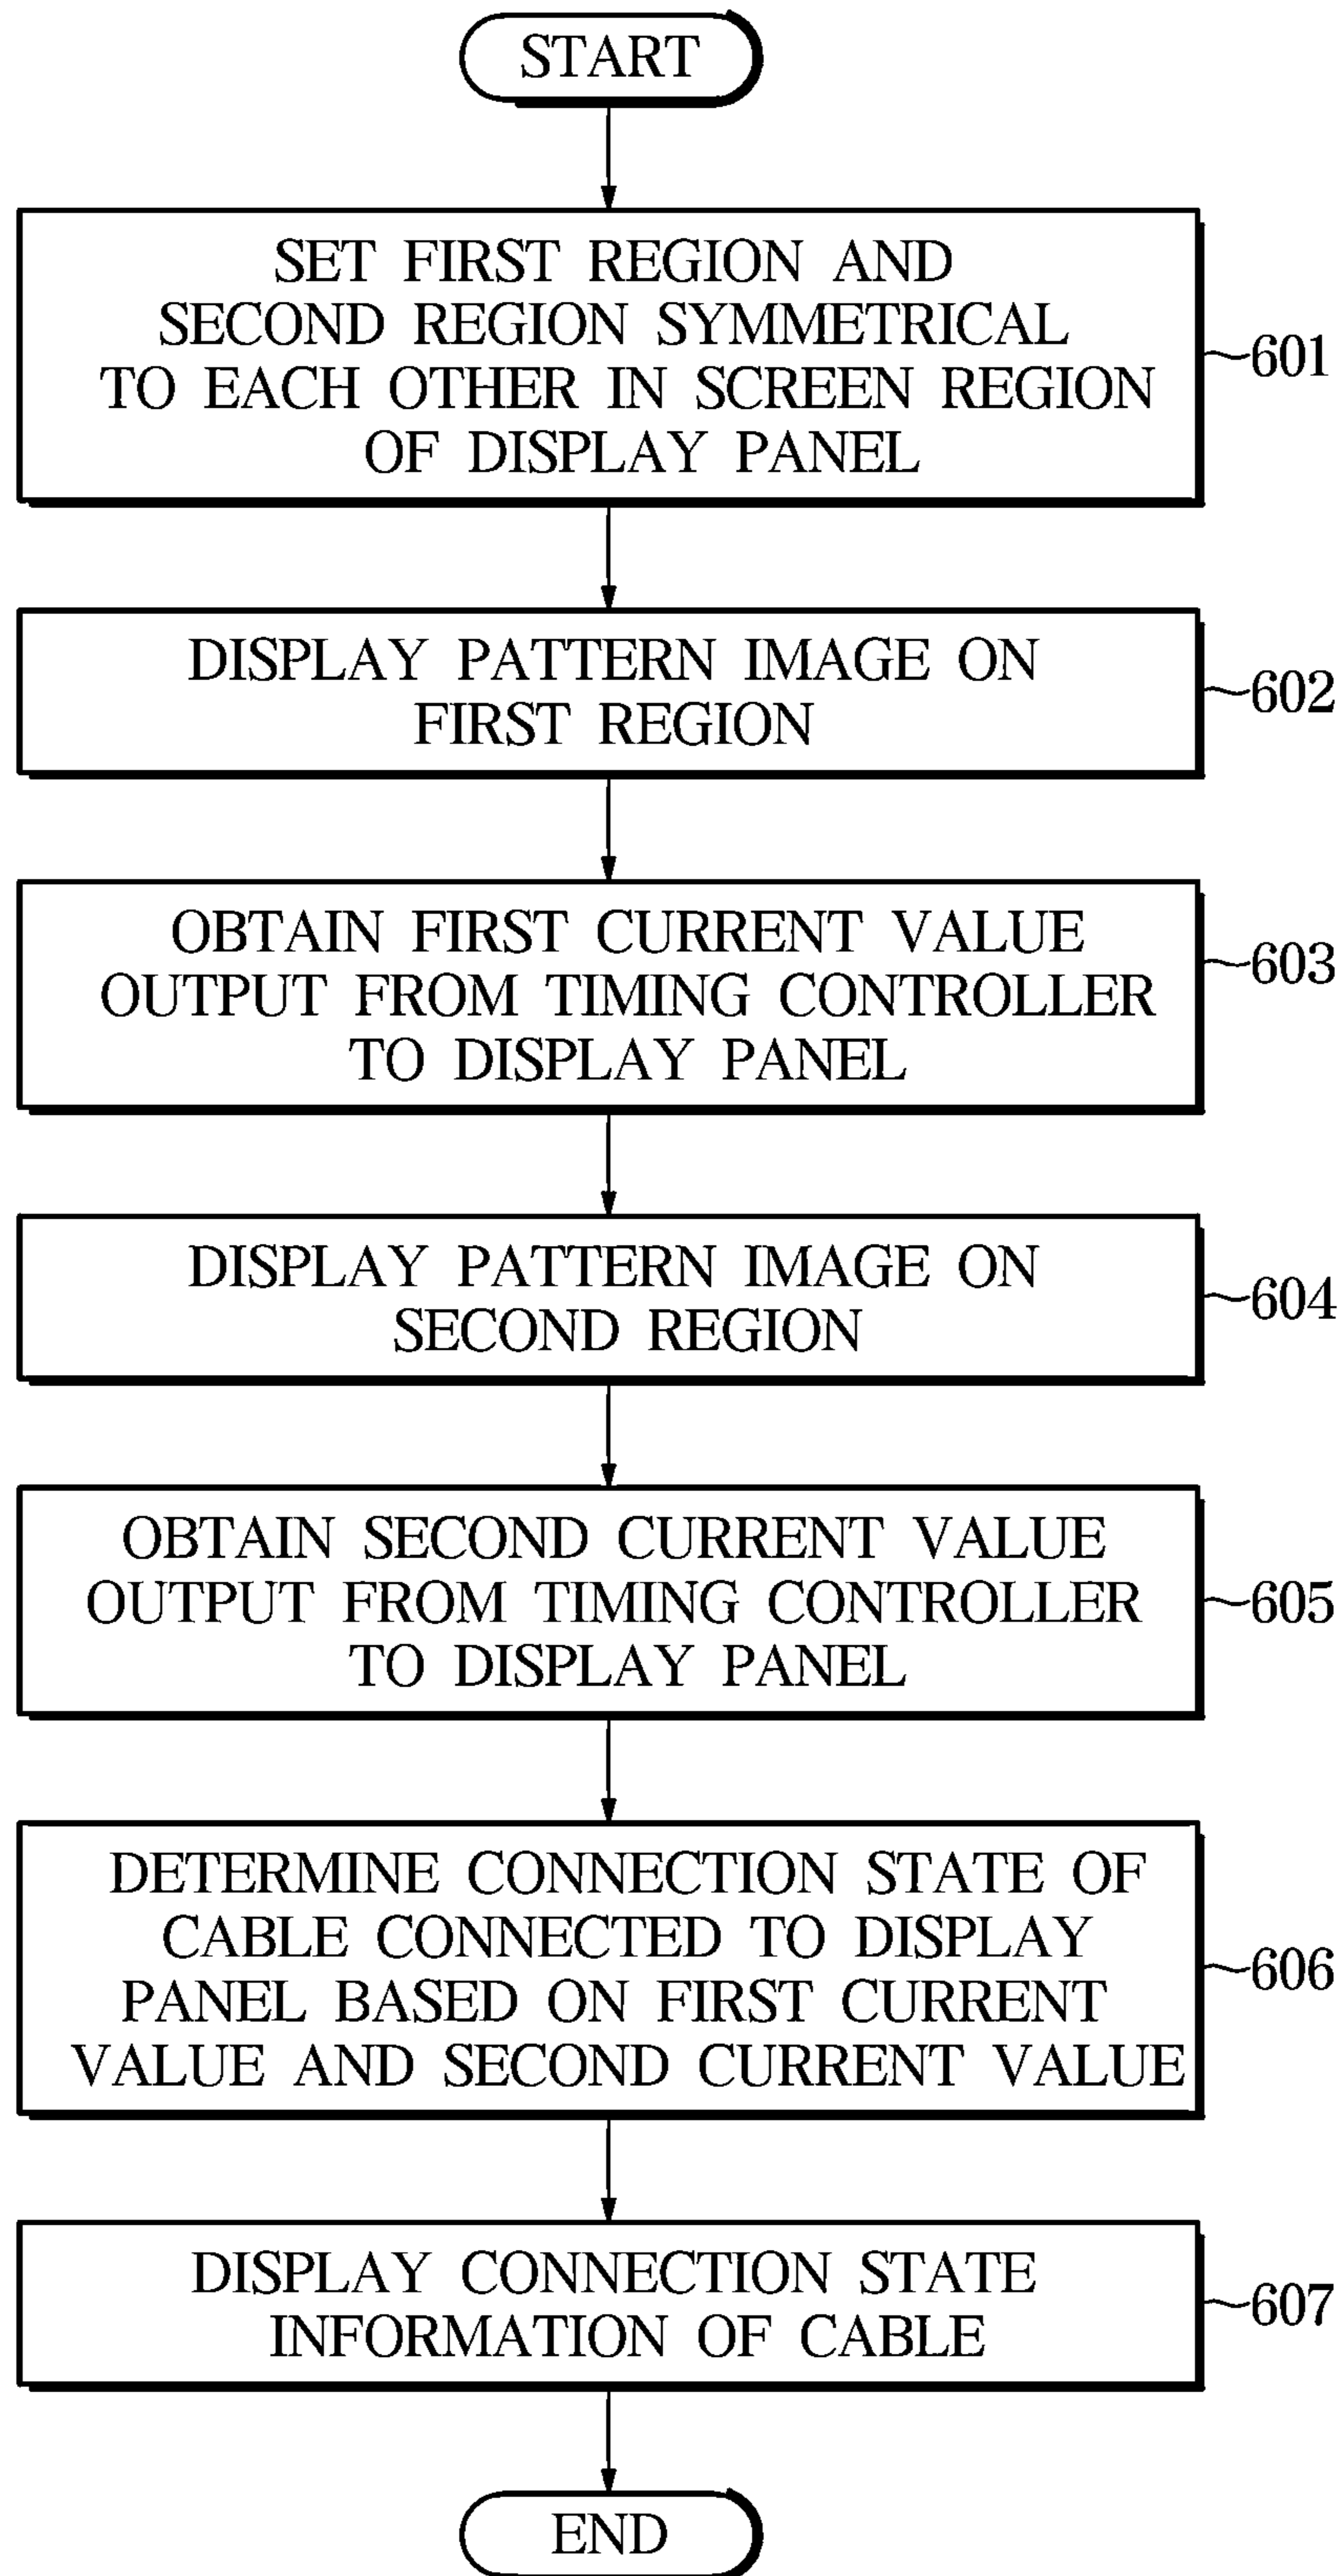 START
SET FIRST REGION AND
SECOND REGION SYMMETRICAL
TO EACH OTHER IN SCREEN REGION
OF DISPLAY PANEL
601
DISPLAY PATTERN IMAGE ON
FIRST REGION
602
OBTAIN FIRST CURRENT VALUE
OUTPUT FROM TIMING CONTROLLER
TO DISPLAY PANEL
603
DISPLAY PATTERN IMAGE ON
SECOND REGION
604
OBTAIN SECOND CURRENT VALUE
OUTPUT FROM TIMING CONTROLLER
TO DISPLAY PANEL
605
DETERMINE CONNECTION STATE OF
CABLE CONNECTED TO DISPLAY
PANEL BASED ON FIRST CURRENT
VALUE AND SECOND CURRENT VALUE
606
DISPLAY CONNECTION STATE
INFORMATION OF CABLE
607
END